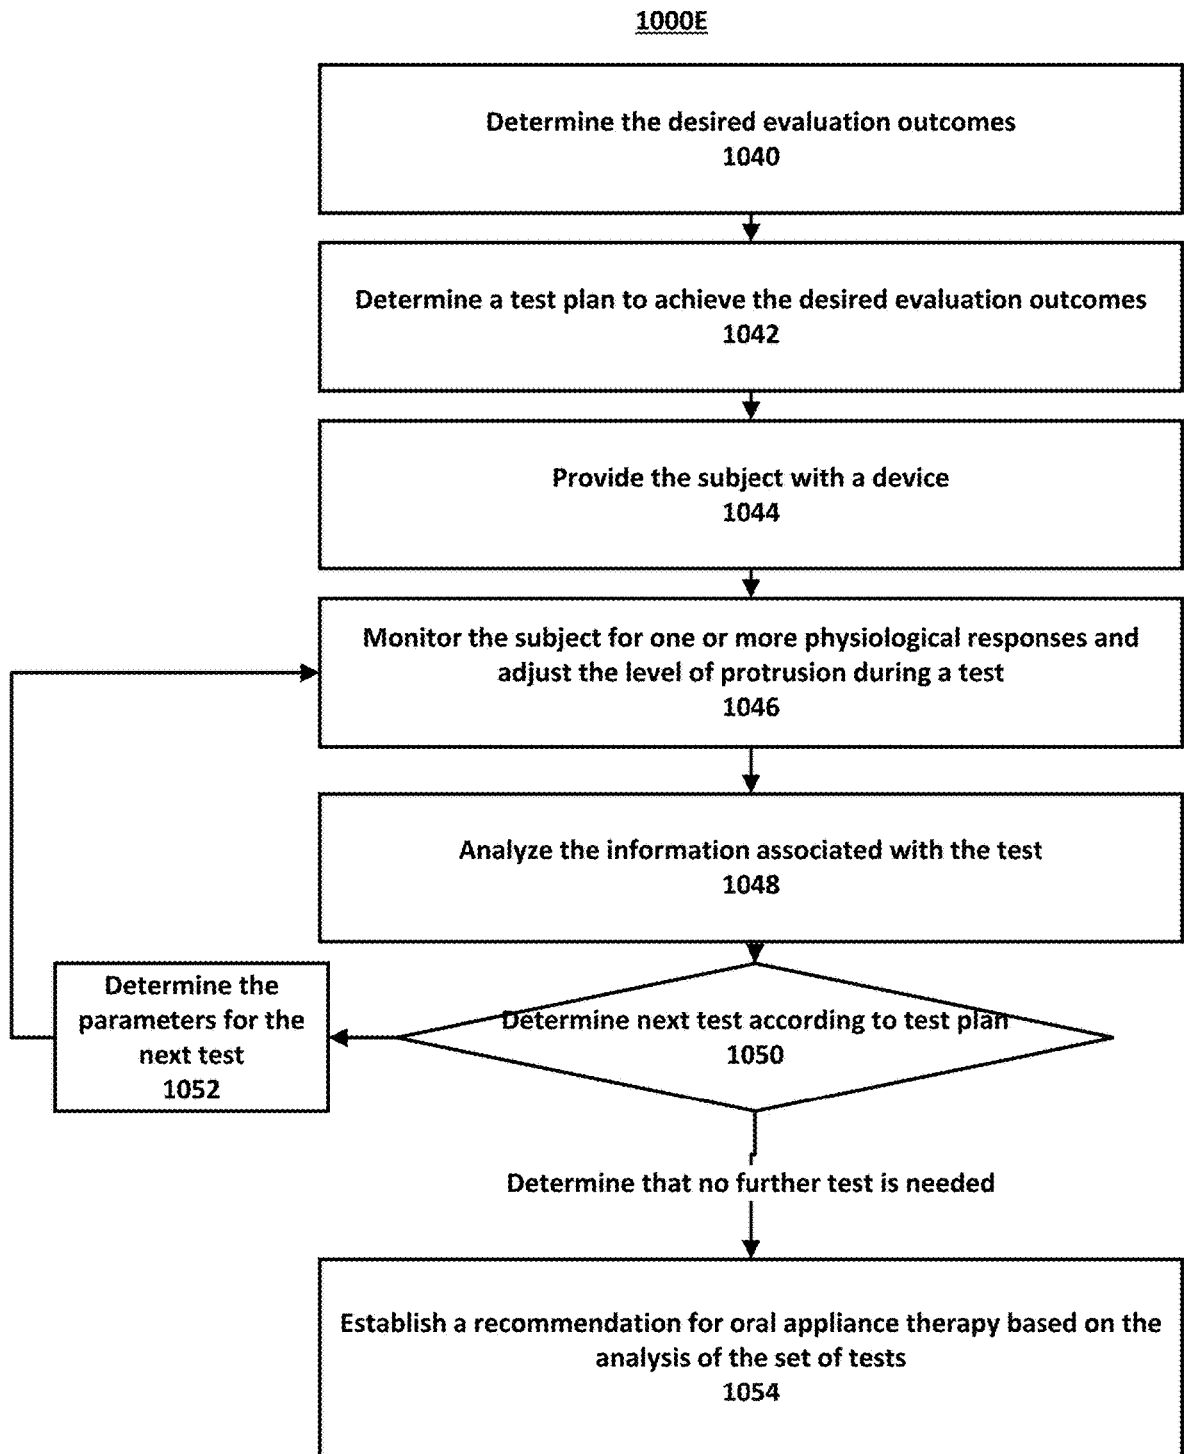 1000E
Determine the desired evaluation outcomes
1040
Determine a test plan to achieve the desired evaluation outcomes
1042
Provide the subject with a device
1044
Monitor the subject for one or more physiological responses and
adjust the level of protrusion during a test
1046
Analyze the information associated with the test
1048
Determine next test according to test plan
1050
Determine the
parameters for the
next test
1052
Determine that no further test is needed
Establish a recommendation for oral appliance therapy based on the
analysis of the set of tests
1054